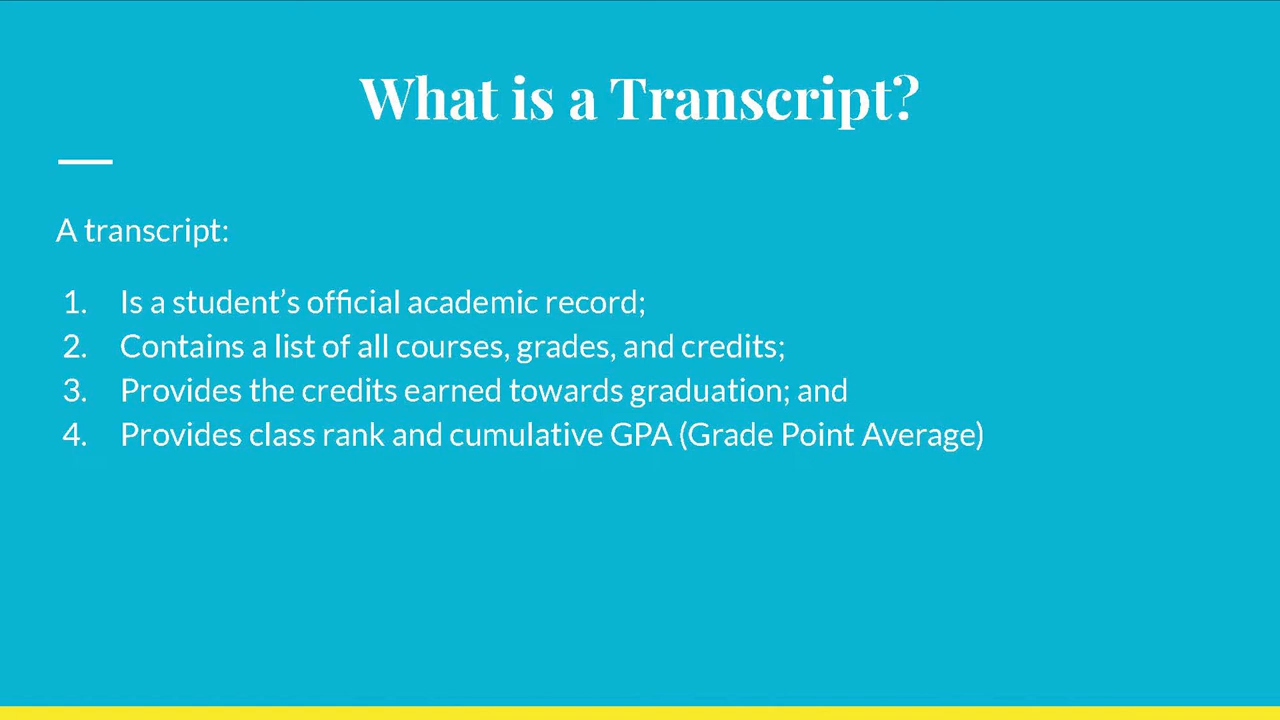 What is a Transcript?
A transcript:
1. Is a student’s official academic record;
2. Contains a list of all courses, grades, and credits;
3. Provides the credits earned towards graduation; and
4. Provides class rank and cumulative GPA (Grade Point Average)